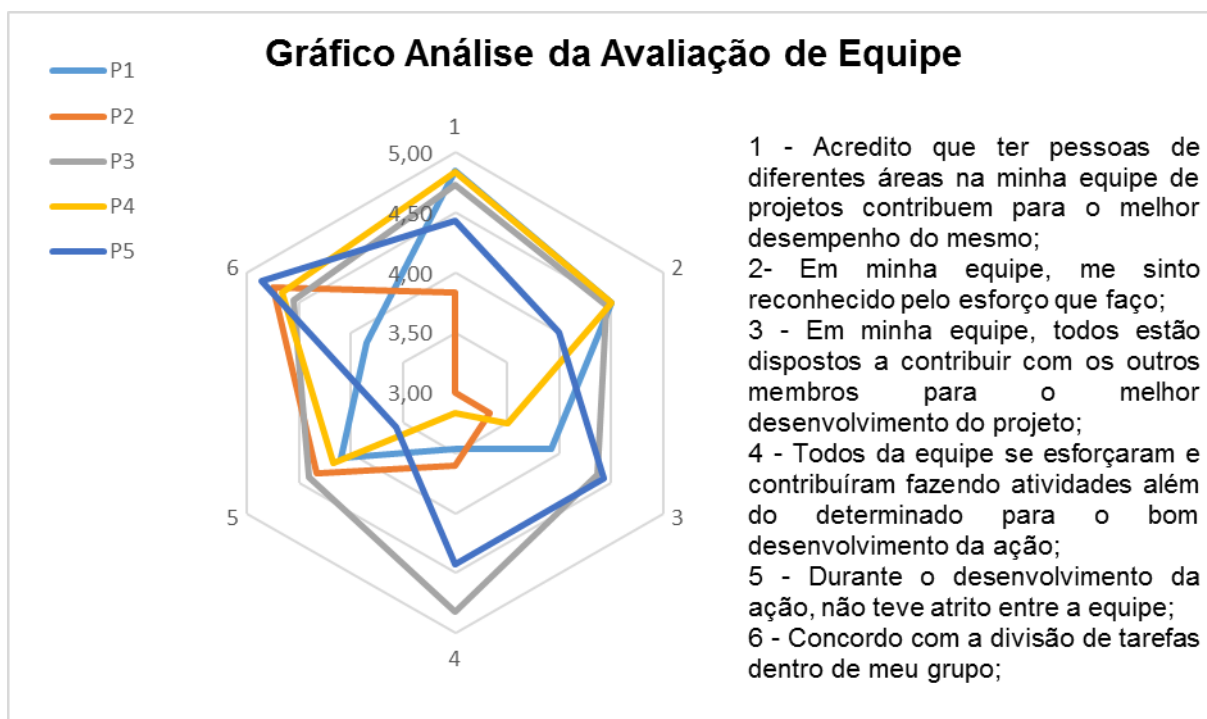 Gráfico Análise da Avaliação de Equipe
P1
P2
P3
P4
P5
1
5,00
4,50
4,00
3,50
3,00
2
3
4
5
6
1 - Acredito que ter pessoas de
diferentes áreas na minha equipe de
projetos contribuem para o melhor
desempenho do mesmo;
2- Em minha equipe, me sinto
reconhecido pelo esforço que faço;
3 - Em minha equipe, todos estão
dispostos a contribuir com os outros
membros para o melhor
desenvolvimento do projeto;
4 - Todos da equipe se esforçaram e
contribuíram fazendo atividades além
do determinado para o bom
desenvolvimento da ação;
5 - Durante o desenvolvimento da
ação, não teve atrito entre a equipe;
6 - Concordo com a divisão de tarefas
dentro de meu grupo;